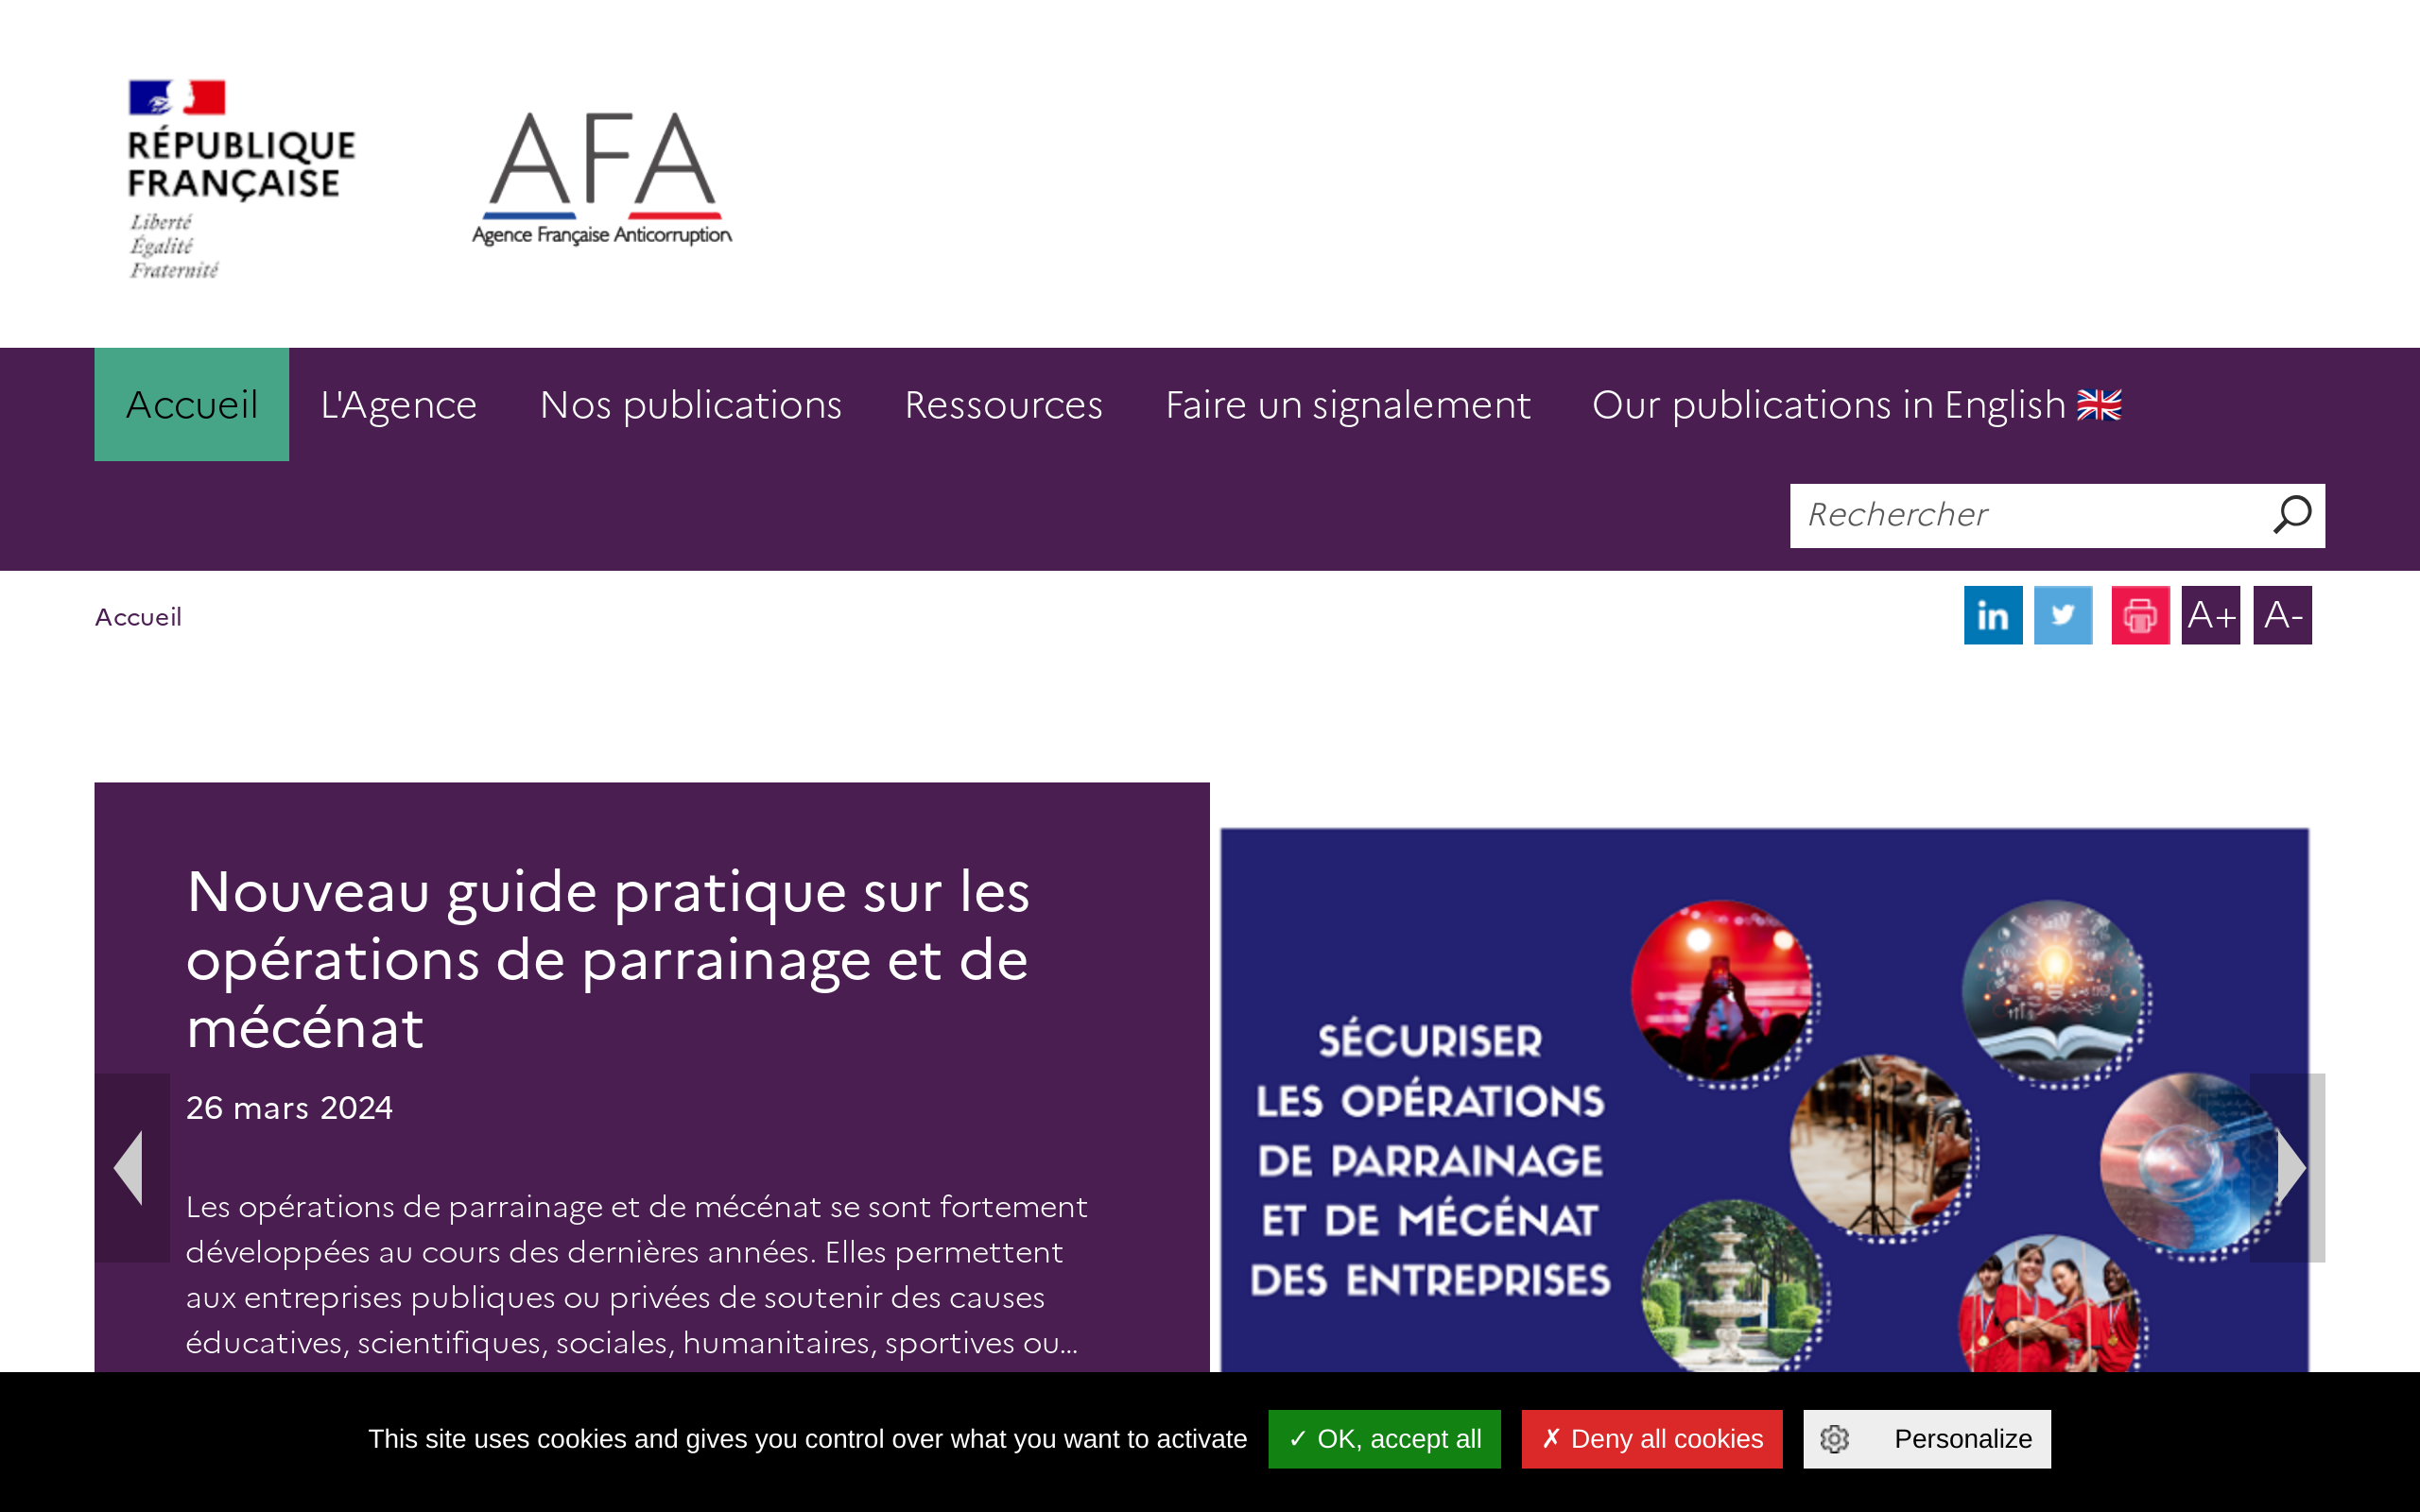 RÉPUBLIQUE
FRANÇAISE
Liberté
Égalité
Fraternité
AFA
Agence Française Anticorruption
Accueil
L'Agence
Nos publications
Ressources
Faire un signalement
Our publications in English 🇬🇧
Rechercher
Accueil
in
A+
A-
Nouveau guide pratique sur les
opérations de parrainage et de
mécénat
26 mars 2024
Les opérations de parrainage et de mécénat se sont fortement
développées au cours des dernières années. Elles permettent
aux entreprises publiques ou privées de soutenir des causes
éducatives, scientifiques, sociales, humanitaires, sportives ou...
SÉCURISER
LES OPÉRATIONS
DE PARRAINAGE
ET DE MÉCÉNAT
DES ENTREPRISES
This site uses cookies and gives you control over what you want to activate
✓ OK, accept all
✗ Deny all cookies
Personalize